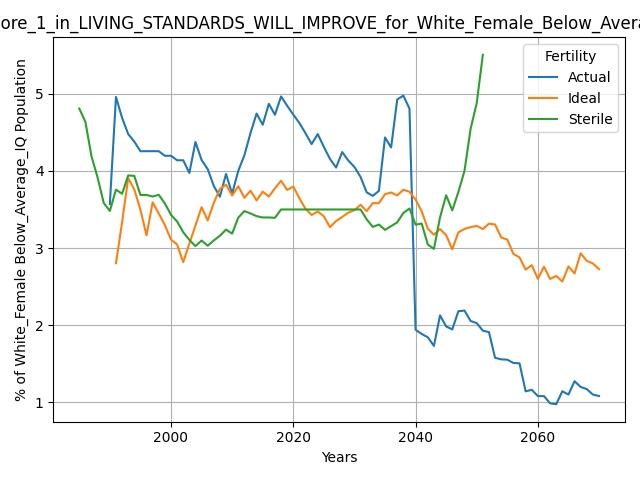 ore_1_in_LIVING_STANDARDS_WILL_IMPROVE_for_White_Female_Below_Avera
% of White_Female Below_Average_IQ Population
5
4
3
2
1
Fertility
Actual
Ideal
Sterile
2000
2020
2040
2060
Years